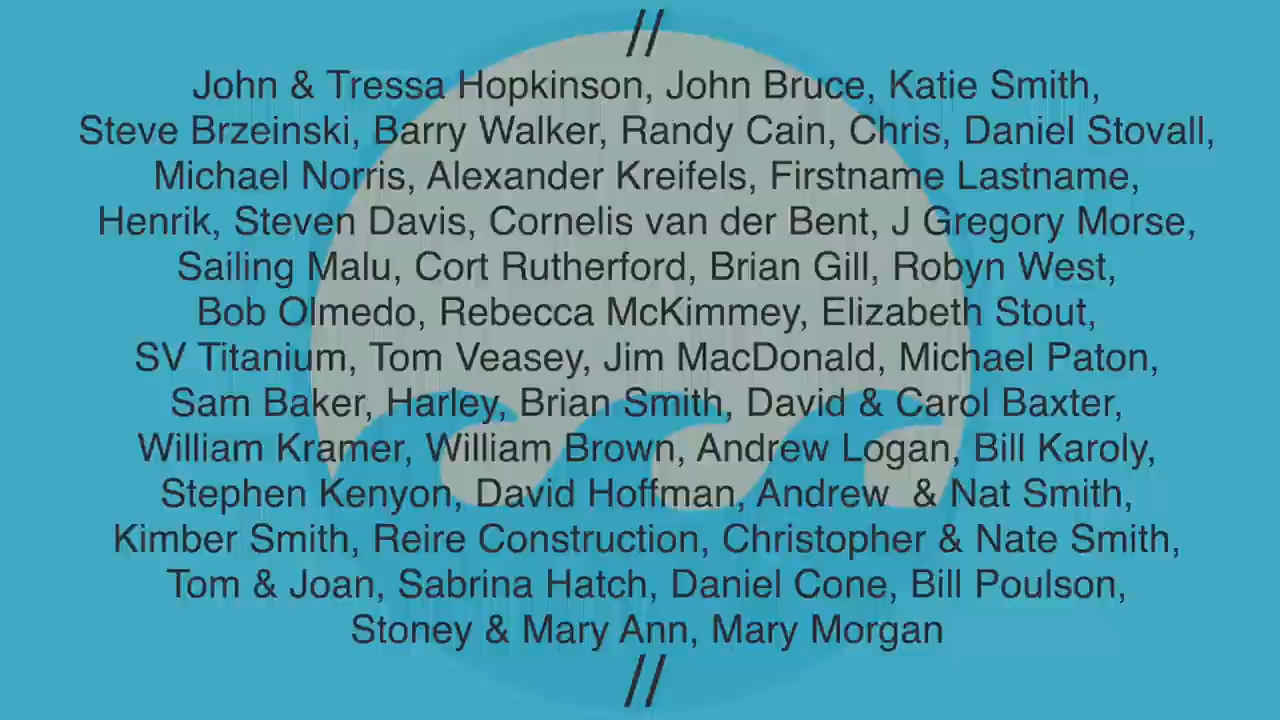 //
John & Tressa Hopkinson, John Bruce, Katie Smith,
Steve Brzeinski, Barry Walker, Randy Cain, Chris, Daniel Stovall,
Michael Norris, Alexander Kreifels, Firstname Lastname,
Henrik, Steven Davis, Cornelis van der Bent, J Gregory Morse,
Sailing Malu, Cort Rutherford, Brian Gill, Robyn West,
Bob Olmedo, Rebecca McKimmey, Elizabeth Stout,
SV Titanium, Tom Veasey, Jim MacDonald, Michael Paton,
Sam Baker, Harley, Brian Smith, David & Carol Baxter,
William Kramer, William Brown, Andrew Logan, Bill Karoly,
Stephen Kenyon, David Hoffman, Andrew  & Nat Smith,
Kimber Smith, Reire Construction, Christopher & Nate Smith,
Tom & Joan, Sabrina Hatch, Daniel Cone, Bill Poulson,
Stoney & Mary Ann, Mary Morgan
//